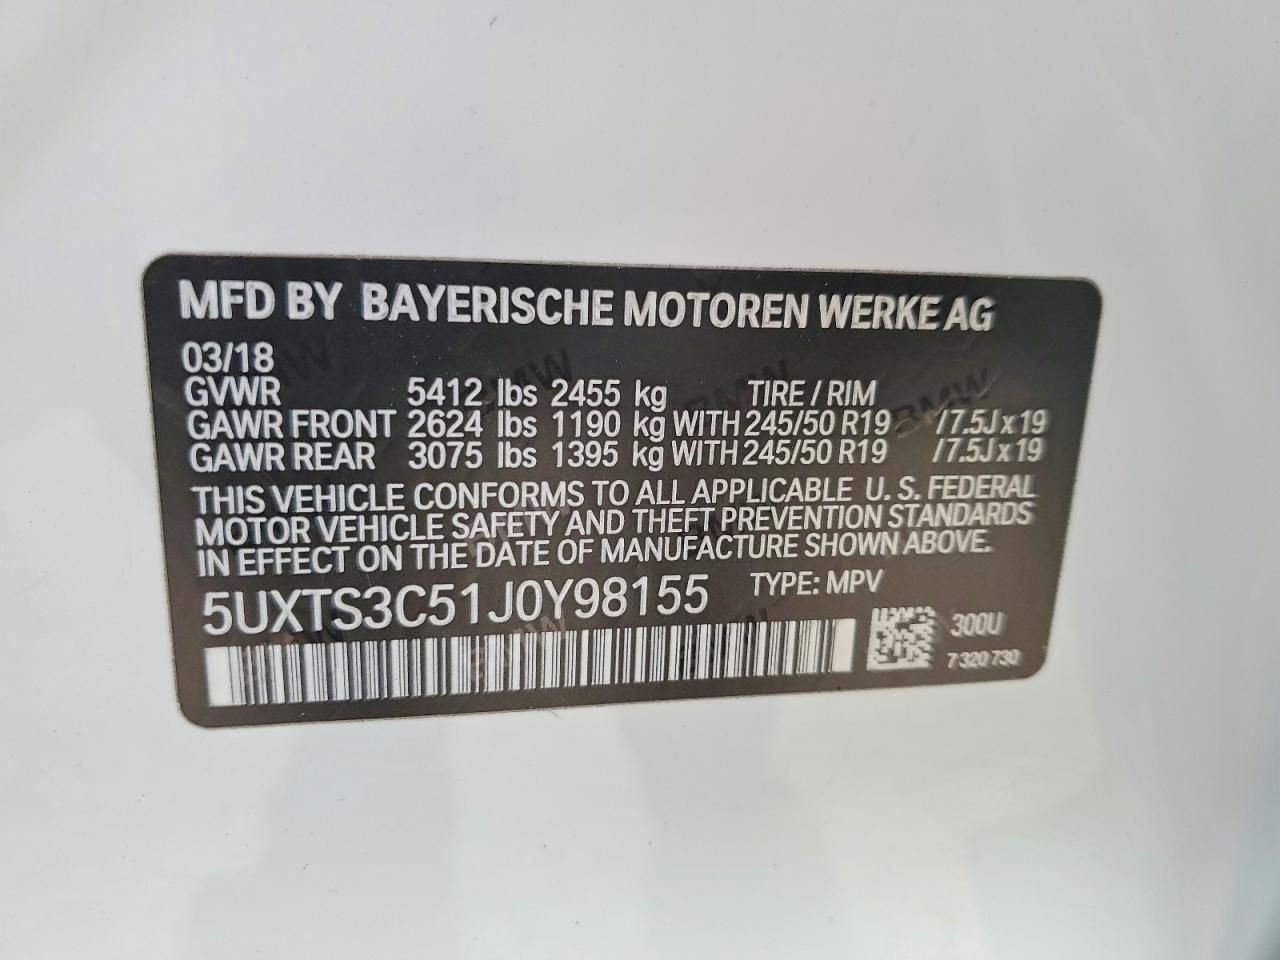 MFD BY BAYERISCHE MOTOREN WERKE AG
03/18
GVWR 5412 lbs 2455 kg TIRE / RIM
GAWR FRONT 2624 lbs 1190 kg WITH 245/50 R19 /7.5J x 19
GAWR REAR 3075 lbs 1395 kg WITH 245/50 R19 /7.5J x 19
THIS VEHICLE CONFORMS TO ALL APPLICABLE U. S. FEDERAL
MOTOR VEHICLE SAFETY AND THEFT PREVENTION STANDARDS
IN EFFECT ON THE DATE OF MANUFACTURE SHOWN ABOVE.
5UXTS3C51J0Y98155 TYPE: MPV
300U
7 320 730